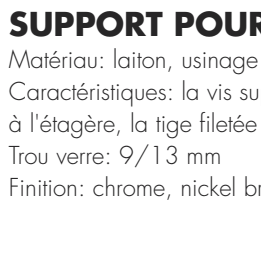 SUPPORT POUR
Matériau: laiton, usinage
Caractéristiques: la vis su
à l'étagère, la tige filetée
Trou verre: 9/13 mm
Finition: chrome, nickel br